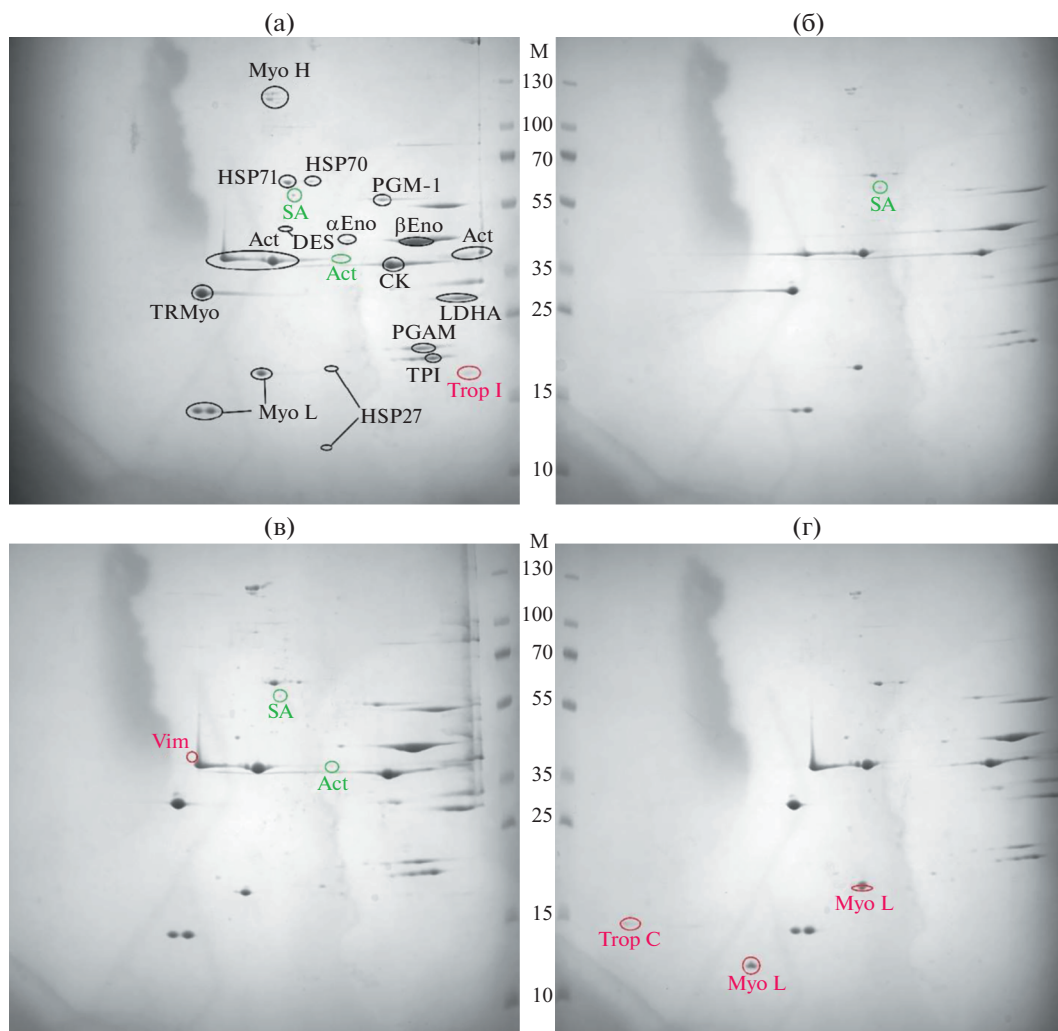 (а)
(б)
M
Myo H
130
100
70
HSP71
HSP70
PGM-1
55
SA
SA
αEno
βEno
Act
DES
Act
Act
CK
35
TRMyo
LDHA
25
PGAM
TPI
Trop I
15
Myo L
HSP27
10
(в)
(г)
M
130
100
70
55
SA
Vim
Act
35
25
Myo L
15
Trop C
Myo L
10